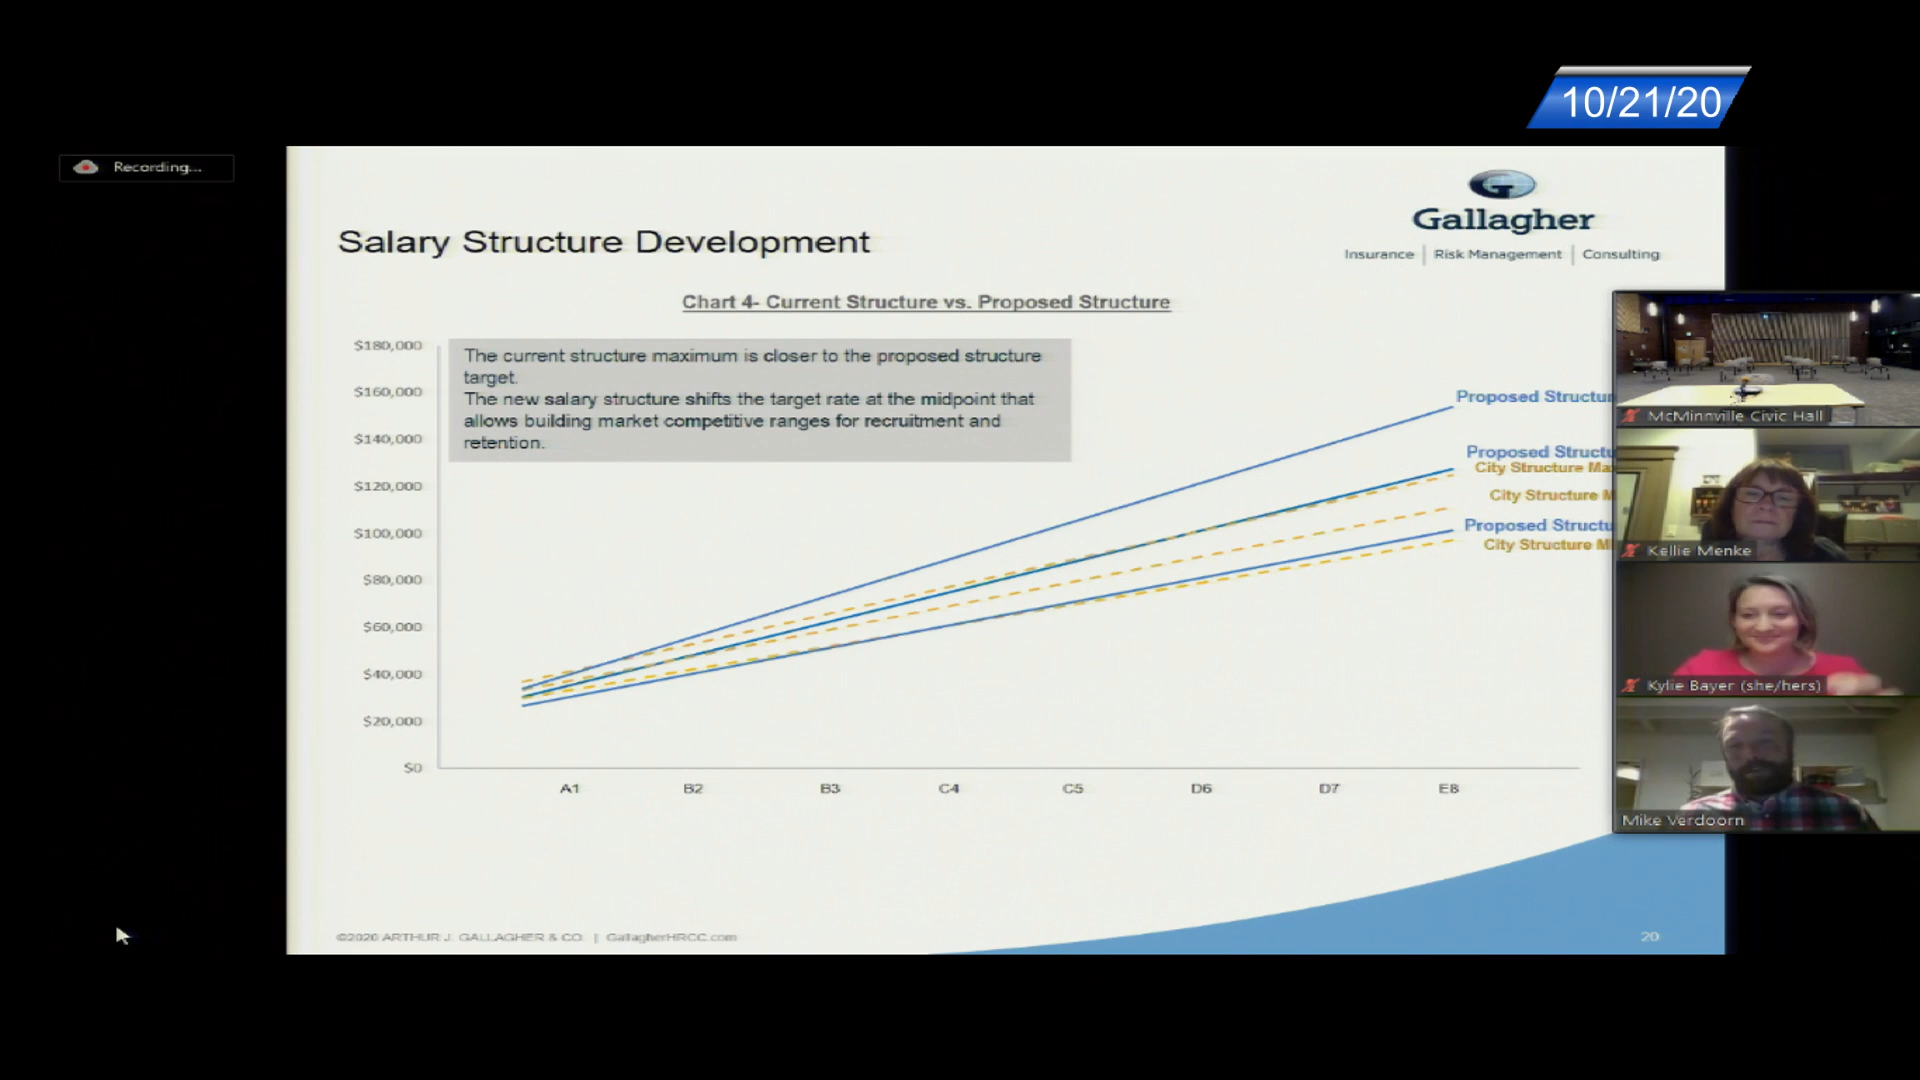 10/21/20
Recording...
Gallagher
Insurance | Risk Management | Consulting
Salary Structure Development
Chart 4- Current Structure vs. Proposed Structure
$180,000
$160,000
$140,000
$120,000
$100,000
$80,000
$60,000
$40,000
$20,000
$0
The current structure maximum is closer to the proposed structure
target.
The new salary structure shifts the target rate at the midpoint that
allows building market competitive ranges for recruitment and
retention.
Proposed Structur
Proposed Structu
City Structure Ma
City Structure M
Proposed Structu
City Structure Mi
A1 B2 B3 C4 C5 D6 D7 E8
McMinnville Civic Hall
Kellie Menke
Kylie Bayer (she/hers)
Mike Verdoorn
©2020 ARTHUR J. GALLAGHER & CO. | GallagherHRCC.com
20